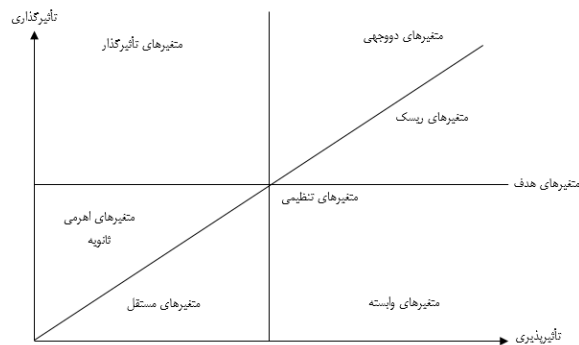 تأثیرگذاری
متغیرهای دووجهی
متغیرهای تأثیرگذار
متغیرهای ریسک
متغیرهای هدف
متغیرهای تنظیمی
متغیرهای اهرمی
ثانویه
متغیرهای وابسته
متغیرهای مستقل
تأثیرپذیری